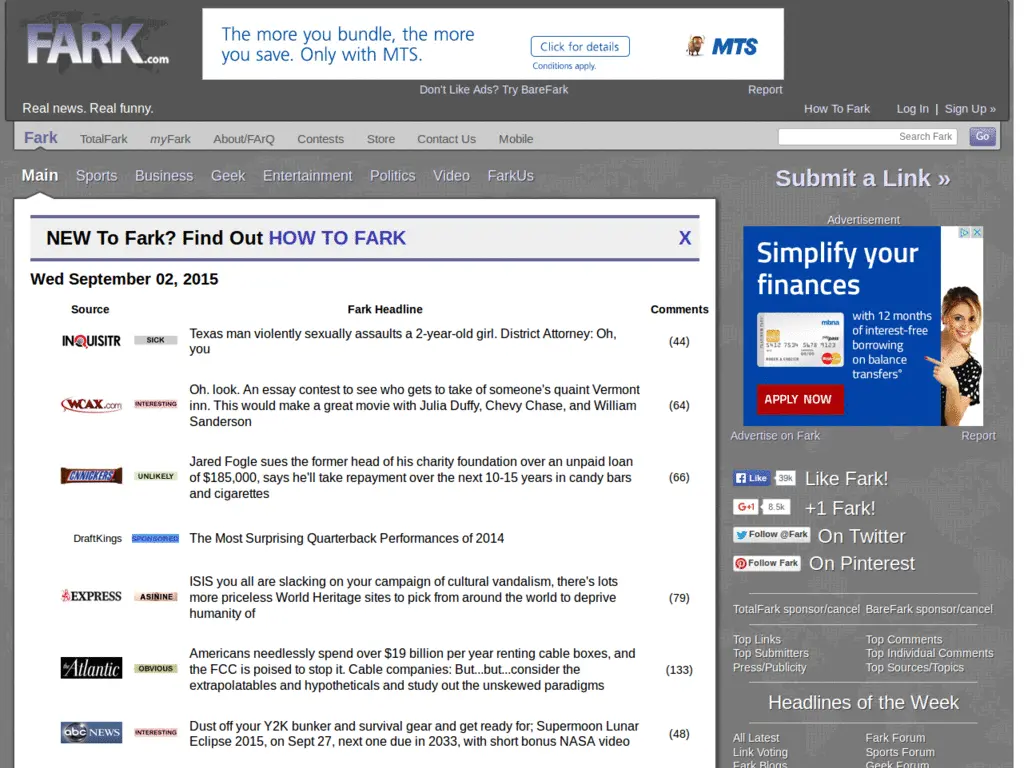 FARK.com
The more you bundle, the more
you save. Only with MTS.
Click for details
Conditions apply.
MTS
Don't Like Ads? Try BareFark
Report
Real news. Real funny.
How To Fark
Log In | Sign Up »
Fark
TotalFark
myFark
About/FArQ
Contests
Store
Contact Us
Mobile
Search Fark
Go
Main
Sports
Business
Geek
Entertainment
Politics
Video
FarkUs
Submit a Link »
NEW To Fark? Find Out HOW TO FARK
X
Wed September 02, 2015
Source
Fark Headline
Comments
INQUISITR
SICK
Texas man violently sexually assaults a 2-year-old girl. District Attorney: Oh,
you
(44)
WCAX.com
INTERESTING
Oh. look. An essay contest to see who gets to take of someone's quaint Vermont
inn. This would make a great movie with Julia Duffy, Chevy Chase, and William
Sanderson
(64)
CNNICKERS
UNLIKELY
Jared Fogle sues the former head of his charity foundation over an unpaid loan
of $185,000, says he'll take repayment over the next 10-15 years in candy bars
and cigarettes
(66)
DraftKings
SPONSORED
The Most Surprising Quarterback Performances of 2014
EXPRESS
ASININE
ISIS you all are slacking on your campaign of cultural vandalism, there's lots
more priceless World Heritage sites to pick from around the world to deprive
humanity of
(79)
the Atlantic
OBVIOUS
Americans needlessly spend over $19 billion per year renting cable boxes, and
the FCC is poised to stop it. Cable companies: But...but...consider the
extrapolatables and hypotheticals and study out the unskewed paradigms
(133)
abc NEWS
INTERESTING
Dust off your Y2K bunker and survival gear and get ready for; Supermoon Lunar
Eclipse 2015, on Sept 27, next one due in 2033, with short bonus NASA video
(48)
Advertisement
Simplify your
finances
mbna
5412 7534 5678 9123
MasterCard
with 12 months
of interest-free
borrowing
on balance
transfers°
APPLY NOW
Advertise on Fark
Report
Like
39k
Like Fark!
G+1
8.5k
+1 Fark!
Follow @Fark
On Twitter
Follow Fark
On Pinterest
TotalFark sponsor/cancel
BareFark sponsor/cancel
Top Links
Top Comments
Top Submitters
Top Individual Comments
Press/Publicity
Top Sources/Topics
Headlines of the Week
All Latest
Fark Forum
Link Voting
Sports Forum
Fark Blogs
Geek Forum